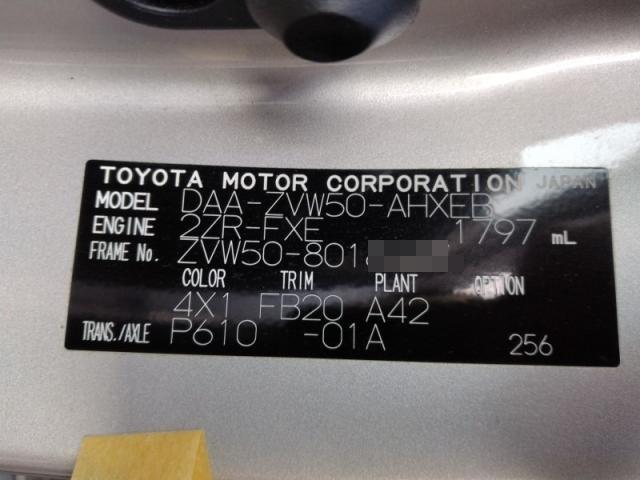 TOYOTA MOTOR CORPORATION JAPAN
MODEL DAA-ZVW50-AHXEB
ENGINE 2ZR-FXE 1797 mL
FRAME No. ZVW50-801
COLOR TRIM PLANT OPTION
4X1 FB20 A42
TRANS./AXLE P610 -01A 256